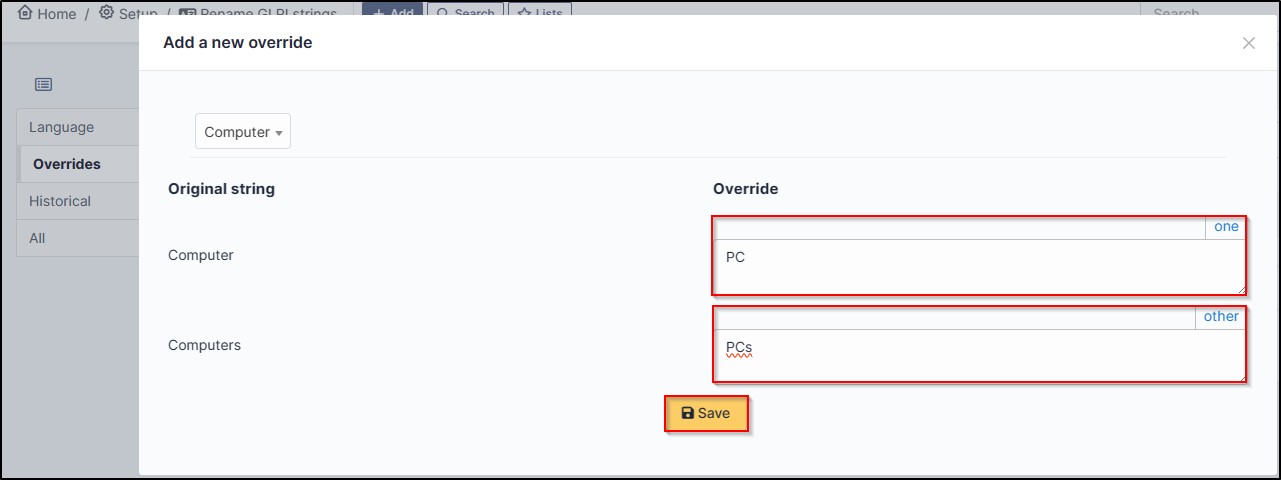 Home / Setup / Rename GLPI strings + Add Search Lists Search
Add a new override
Language
Computer
Overrides
Original string Override
Historical
one
All
Computer PC
other
Computers PCs
Save